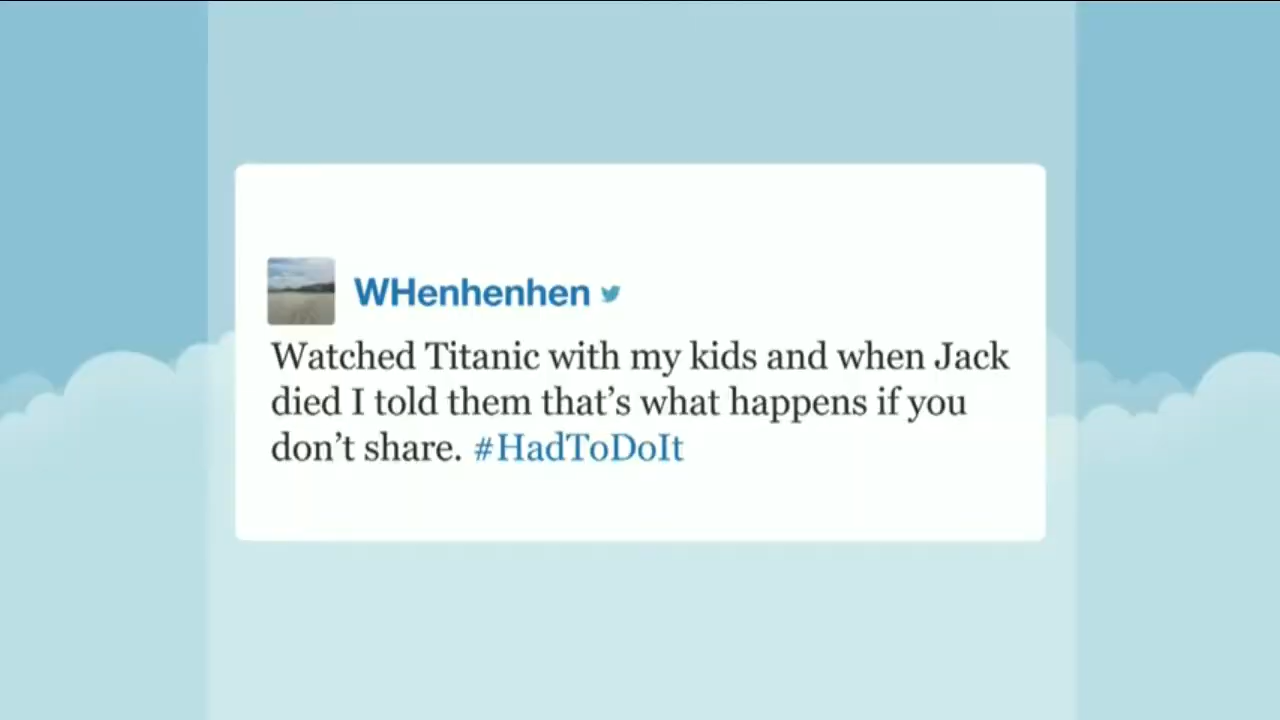 WHenhenhen
Watched Titanic with my kids and when Jack
died I told them that’s what happens if you
don’t share. #HadToDoIt